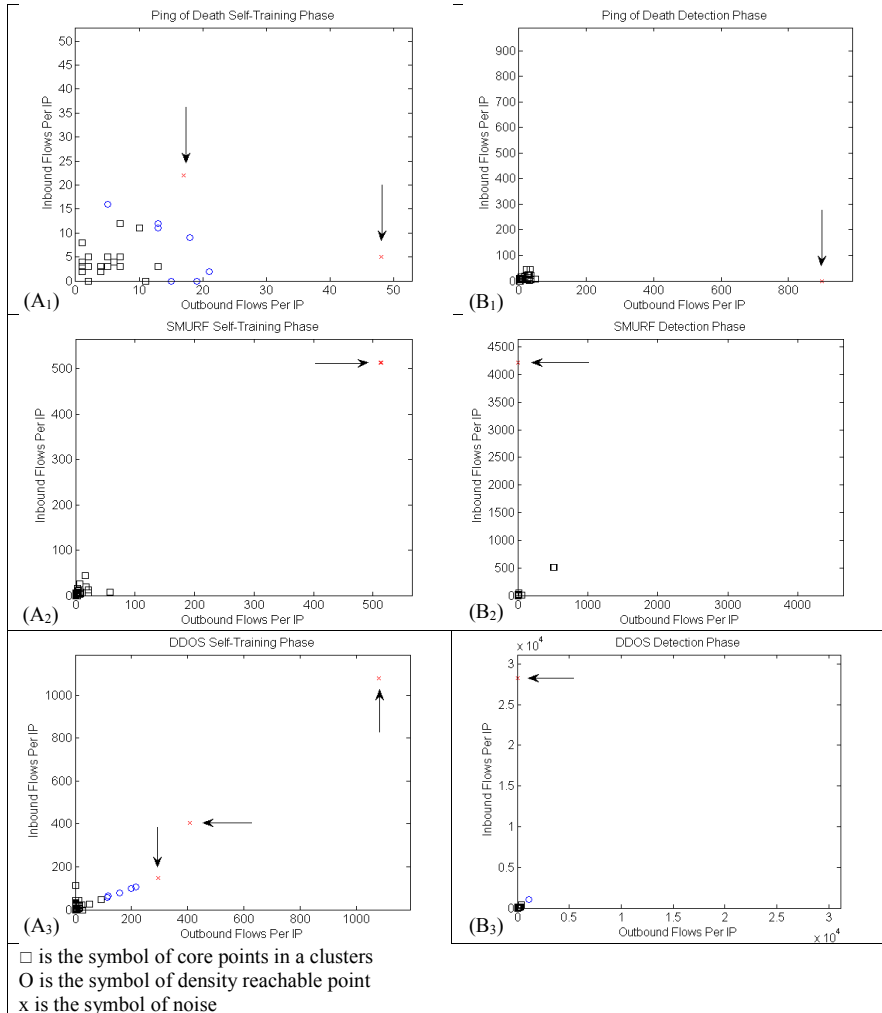 Ping of Death Self-Training Phase
50
45
40
35
30
25
20
15
10
5
0
0
10
20
30
40
50
Inbound Flows Per IP
Outbound Flows Per IP
(A1)
Ping of Death Detection Phase
900
800
700
600
500
400
300
200
100
0
0
200
400
600
800
Inbound Flows Per IP
Outbound Flows Per IP
(B1)
SMURF Self-Training Phase
500
400
300
200
100
0
0
100
200
300
400
500
Inbound Flows Per IP
Outbound Flows Per IP
(A2)
SMURF Detection Phase
4500
4000
3500
3000
2500
2000
1500
1000
500
0
0
1000
2000
3000
4000
Inbound Flows Per IP
Outbound Flows Per IP
(B2)
DDOS Self-Training Phase
1000
800
600
400
200
0
0
200
400
600
800
1000
Inbound Flows Per IP
Outbound Flows Per IP
(A3)
DDOS Detection Phase
x 10^4
3
2.5
2
1.5
1
0.5
0
0
0.5
1
1.5
2
2.5
3
x 10^4
Inbound Flows Per IP
Outbound Flows Per IP
(B3)
□ is the symbol of core points in a clusters
O is the symbol of density reachable point
x is the symbol of noise